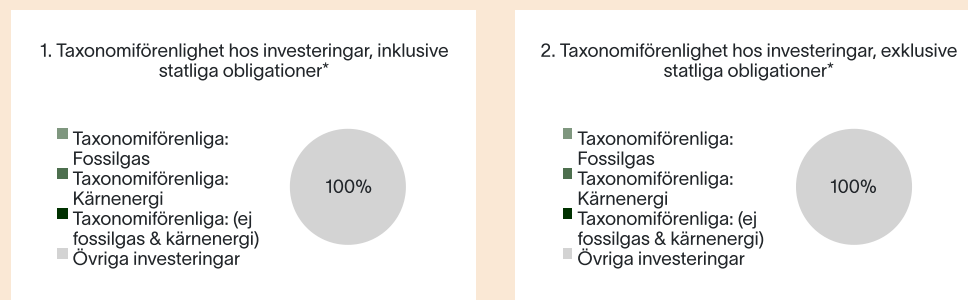 1. Taxonomiförenlighet hos investeringar, inklusive
statliga obligationer*
Taxonomiförenliga:
Fossilgas
Taxonomiförenliga:
Kärnenergi
Taxonomiförenliga: (ej
fossilgas & kärnenergi)
Övriga investeringar
100%
2. Taxonomiförenlighet hos investeringar, exklusive
statliga obligationer*
Taxonomiförenliga:
Fossilgas
Taxonomiförenliga:
Kärnenergi
Taxonomiförenliga: (ej
fossilgas & kärnenergi)
Övriga investeringar
100%